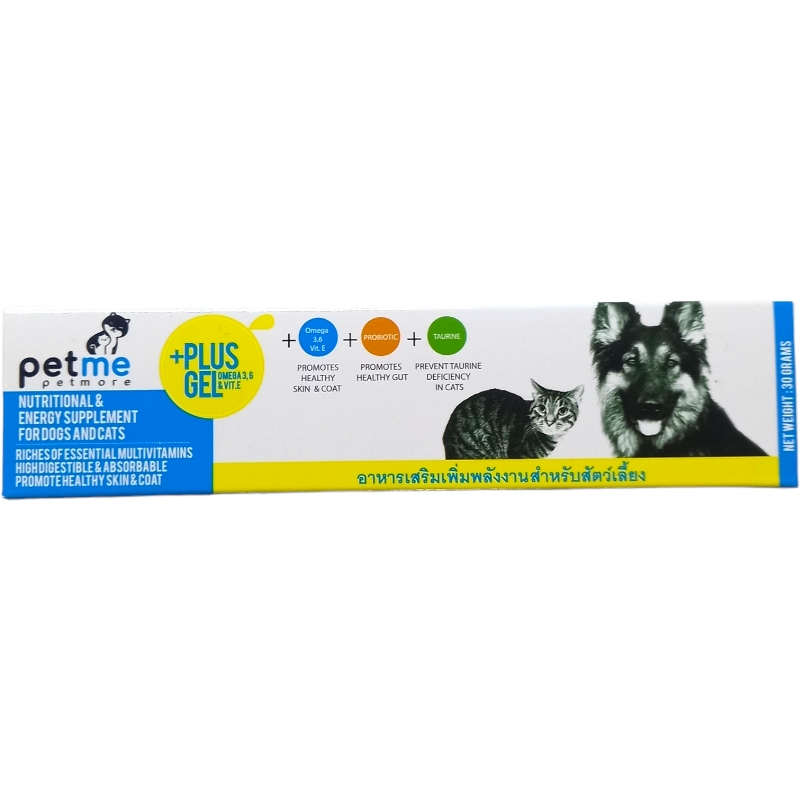 petme
petmore
NUTRITIONAL &
ENERGY SUPPLEMENT
FOR DOGS AND CATS
RICHES OF ESSENTIAL MULTIVITAMINS
HIGH DIGESTIBLE & ABSORBABLE
PROMOTE HEALTHY SKIN & COAT
+PLUS
GEL OMEGA 3, 6
& VIT.E
+
Omega
3,6
Vit. E
PROMOTES
HEALTHY
SKIN & COAT
+
PROBIOTIC
PROMOTES
HEALTHY GUT
+
TAURINE
PREVENT TAURINE
DEFICIENCY
IN CATS
อาหารเสริมเพิ่มพลังงานสำหรับสัตว์เลี้ยง
NET WEIGHT : 30 GRAMS